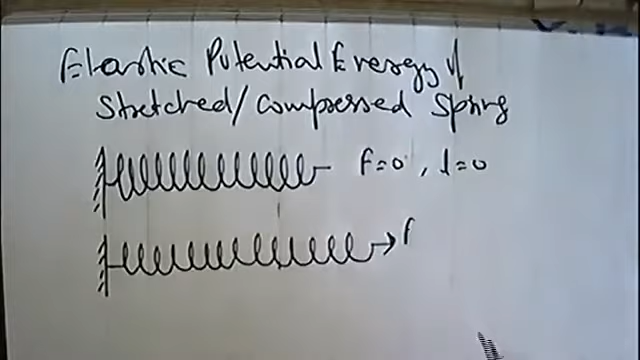 Elastic Potential Energy of
Stretched/Compressed Spring
f=0 , l=0
f